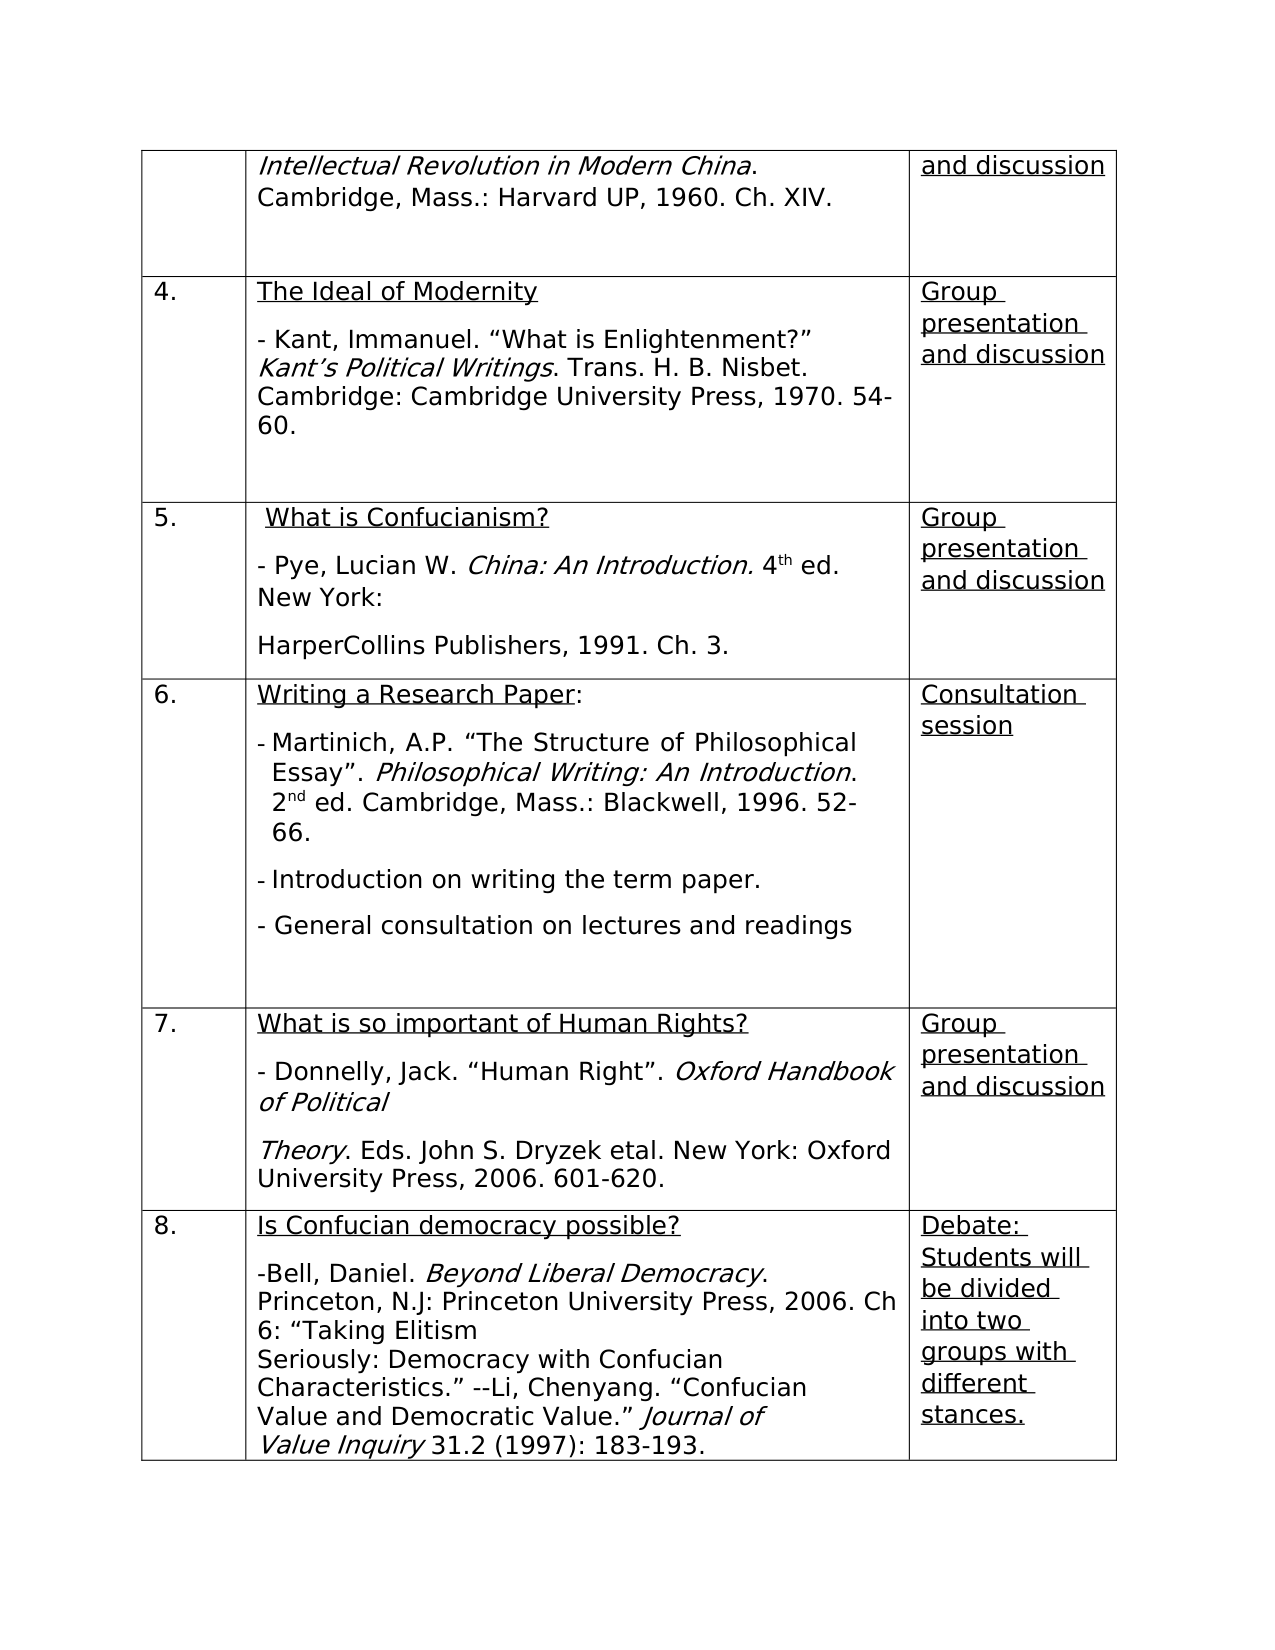 Intellectual Revolution in Modern China.
Cambridge, Mass.: Harvard UP, 1960. Ch. XIV.
and discussion
4.
The Ideal of Modernity
- Kant, Immanuel. “What is Enlightenment?”
Kant’s Political Writings. Trans. H. B. Nisbet.
Cambridge: Cambridge University Press, 1970. 54-
60.
Group
presentation
and discussion
5.
What is Confucianism?
- Pye, Lucian W. China: An Introduction. 4th ed.
New York:
HarperCollins Publishers, 1991. Ch. 3.
Group
presentation
and discussion
6.
Writing a Research Paper:
- Martinich, A.P. “The Structure of Philosophical
Essay”. Philosophical Writing: An Introduction.
2nd ed. Cambridge, Mass.: Blackwell, 1996. 52-
66.
- Introduction on writing the term paper.
- General consultation on lectures and readings
Consultation
session
7.
What is so important of Human Rights?
- Donnelly, Jack. “Human Right”. Oxford Handbook
of Political
Theory. Eds. John S. Dryzek etal. New York: Oxford
University Press, 2006. 601-620.
Group
presentation
and discussion
8.
Is Confucian democracy possible?
-Bell, Daniel. Beyond Liberal Democracy.
Princeton, N.J: Princeton University Press, 2006. Ch
6: “Taking Elitism
Seriously: Democracy with Confucian
Characteristics.” --Li, Chenyang. “Confucian
Value and Democratic Value.” Journal of
Value Inquiry 31.2 (1997): 183-193.
Debate:
Students will
be divided
into two
groups with
different
stances.